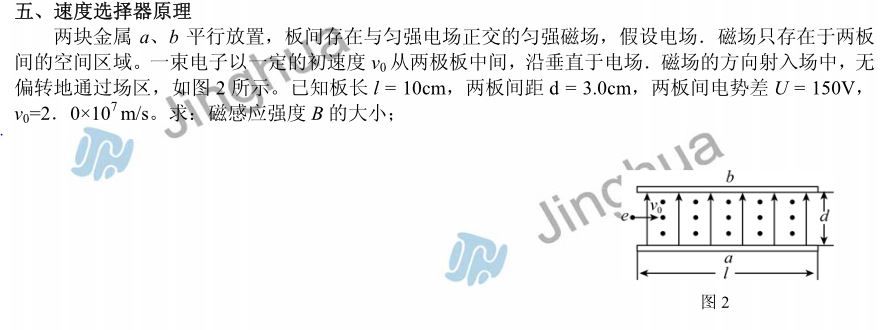 五、速度选择器原理
两块金属 a、b 平行放置，板间存在与匀强电场正交的匀强磁场，假设电场．磁场只存在于两板
间的空间区域。一束电子以一定的初速度 v₀ 从两极板中间，沿垂直于电场．磁场的方向射入场中，无
偏转地通过场区，如图 2 所示。已知板长 l = 10cm，两板间距 d = 3.0cm，两板间电势差 U = 150V，
v₀=2．0×10⁷ m/s。求：磁感应强度 B 的大小；
Jinghua
Jinghua
b
v₀
e
d
a
l
图 2